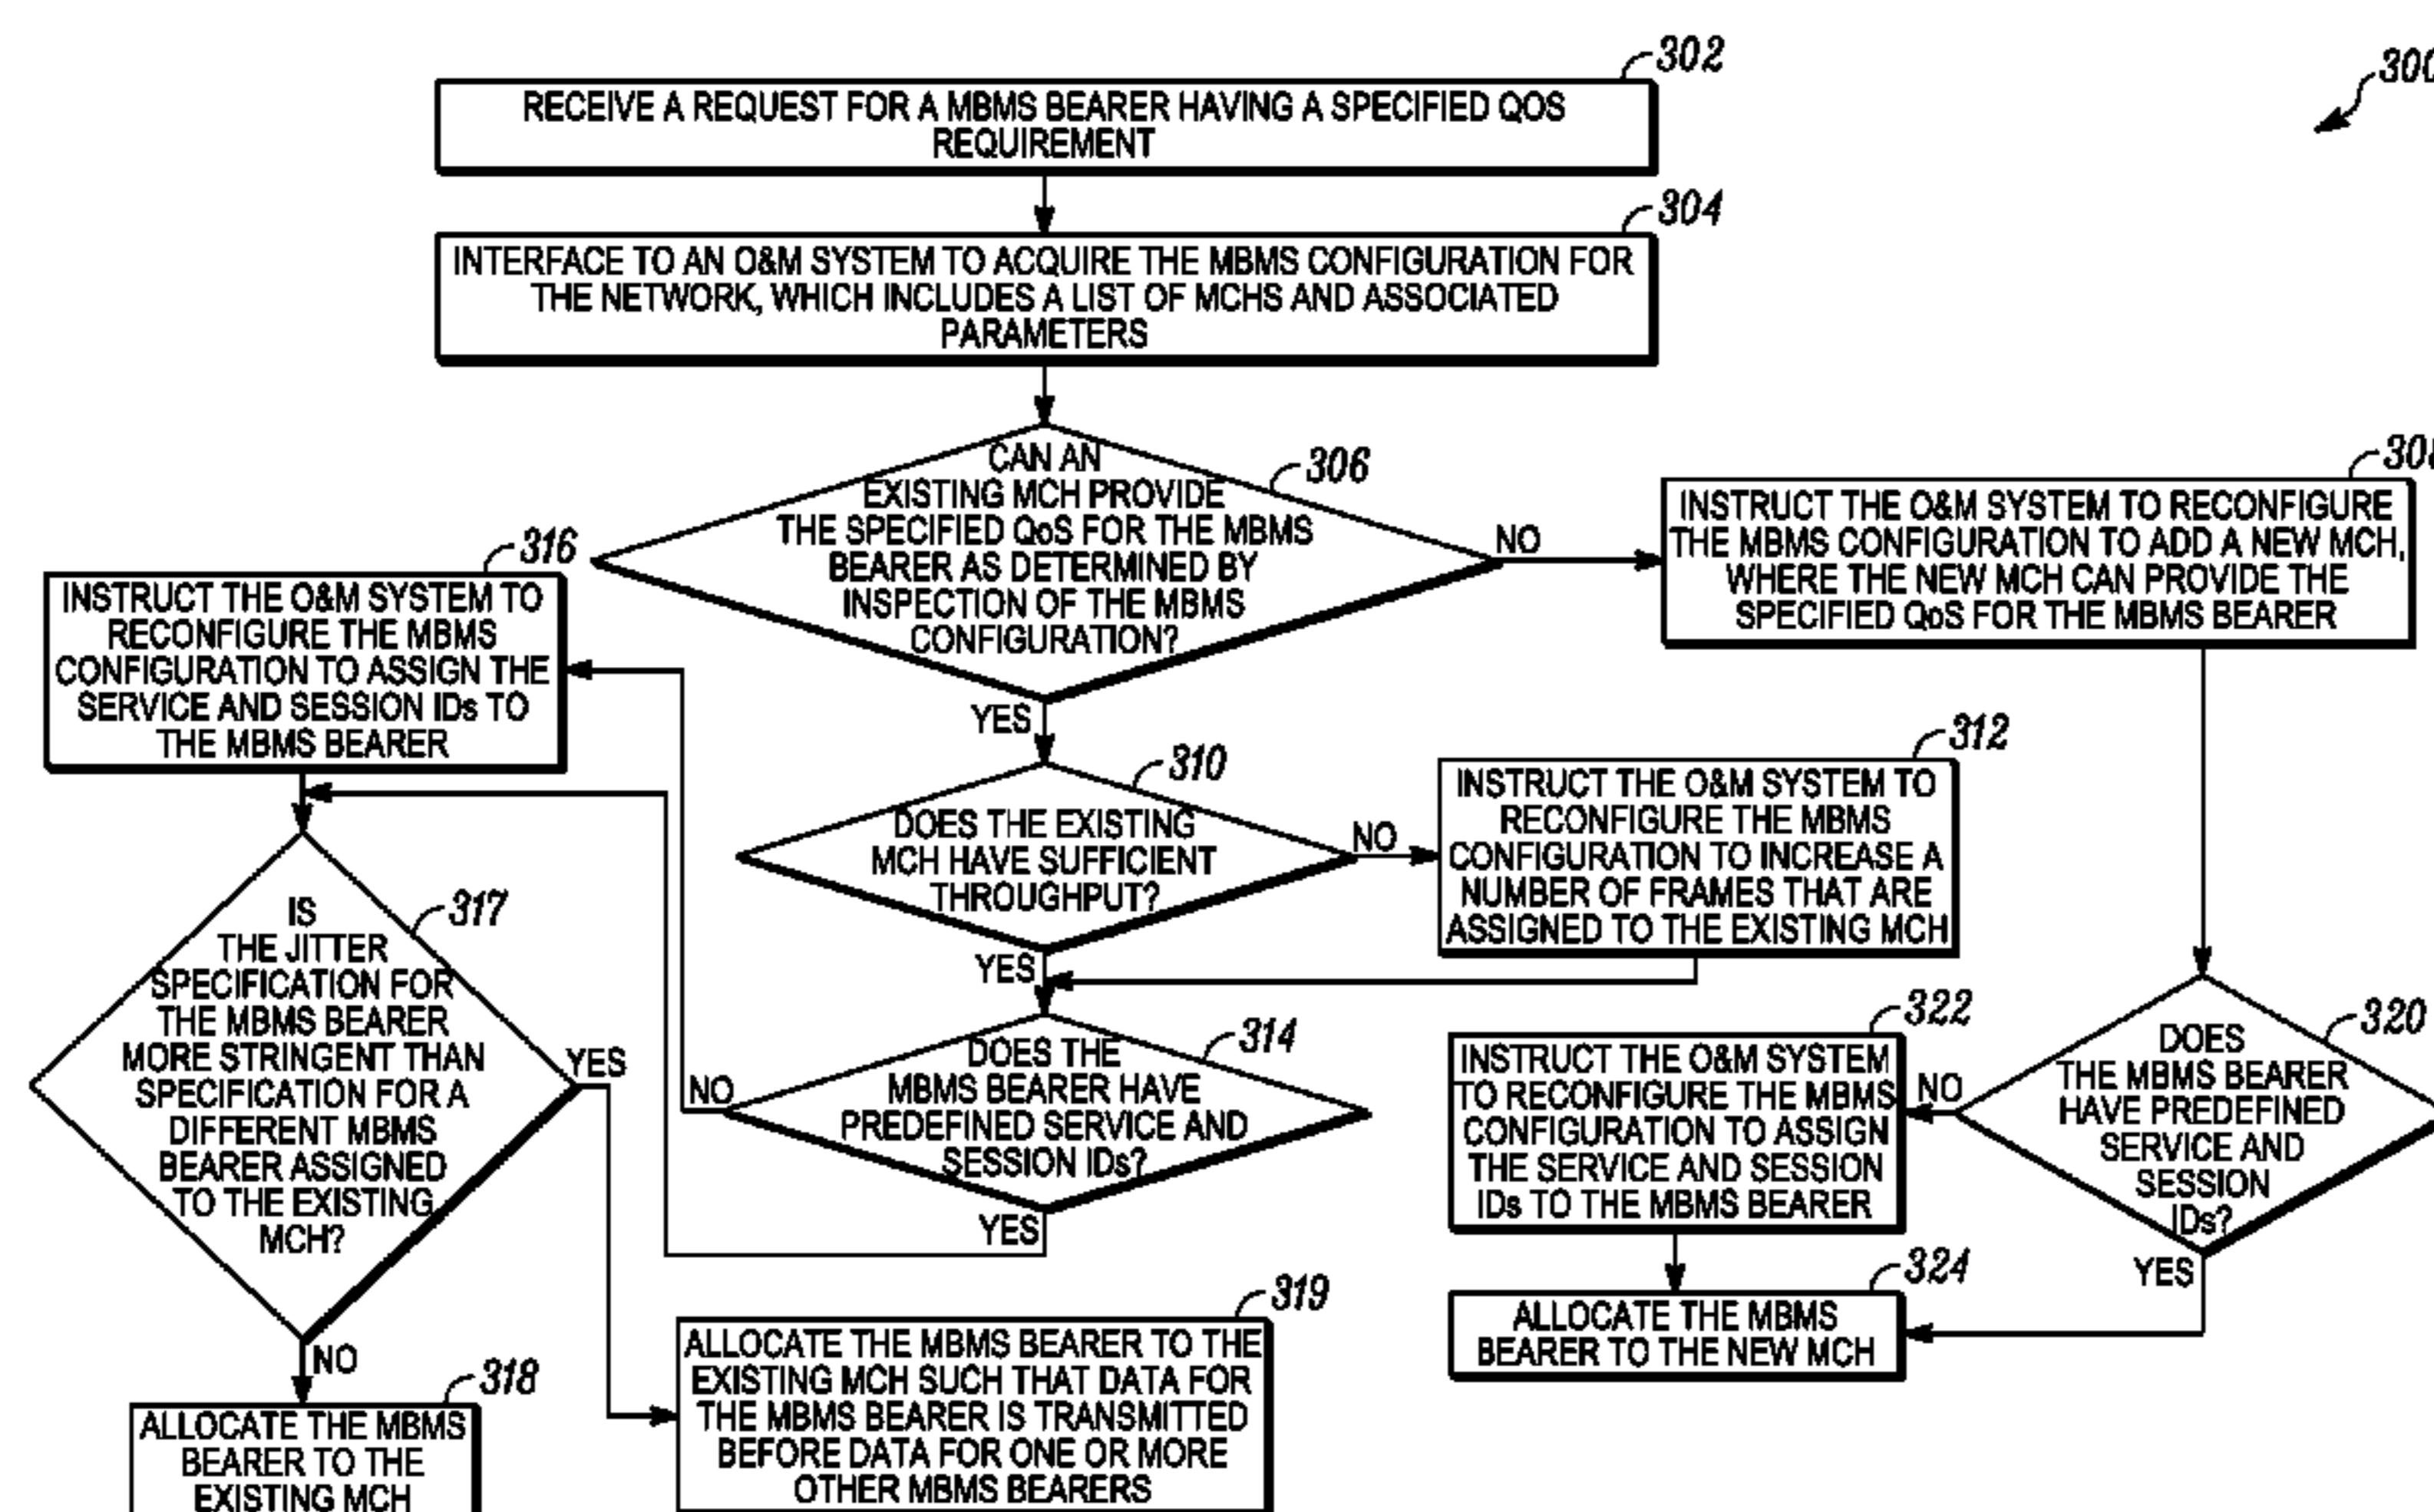 302
300
RECEIVE A REQUEST FOR A MBMS BEARER HAVING A SPECIFIED QOS
REQUIREMENT
304
INTERFACE TO AN O&M SYSTEM TO ACQUIRE THE MBMS CONFIGURATION FOR
THE NETWORK, WHICH INCLUDES A LIST OF MCHS AND ASSOCIATED
PARAMETERS
306
CAN AN
EXISTING MCH PROVIDE
THE SPECIFIED QoS FOR THE MBMS
BEARER AS DETERMINED BY
INSPECTION OF THE MBMS
CONFIGURATION?
NO
YES
308
INSTRUCT THE O&M SYSTEM TO RECONFIGURE
THE MBMS CONFIGURATION TO ADD A NEW MCH,
WHERE THE NEW MCH CAN PROVIDE THE
SPECIFIED QoS FOR THE MBMS BEARER
316
INSTRUCT THE O&M SYSTEM TO
RECONFIGURE THE MBMS
CONFIGURATION TO ASSIGN THE
SERVICE AND SESSION IDs TO
THE MBMS BEARER
310
DOES THE EXISTING
MCH HAVE SUFFICIENT
THROUGHPUT?
NO
YES
312
INSTRUCT THE O&M SYSTEM TO
RECONFIGURE THE MBMS
CONFIGURATION TO INCREASE A
NUMBER OF FRAMES THAT ARE
ASSIGNED TO THE EXISTING MCH
317
IS
THE JITTER
SPECIFICATION FOR
THE MBMS BEARER
MORE STRINGENT THAN
SPECIFICATION FOR A
DIFFERENT MBMS
BEARER ASSIGNED
TO THE EXISTING
MCH?
YES
NO
314
DOES THE
MBMS BEARER HAVE
PREDEFINED SERVICE AND
SESSION IDs?
NO
YES
322
INSTRUCT THE O&M SYSTEM
TO RECONFIGURE THE MBMS
CONFIGURATION TO ASSIGN
THE SERVICE AND SESSION
IDs TO THE MBMS BEARER
320
DOES
THE MBMS BEARER
HAVE PREDEFINED
SERVICE AND
SESSION
IDs?
NO
YES
324
ALLOCATE THE MBMS
BEARER TO THE NEW MCH
319
ALLOCATE THE MBMS BEARER TO THE
EXISTING MCH SUCH THAT DATA FOR
THE MBMS BEARER IS TRANSMITTED
BEFORE DATA FOR ONE OR MORE
OTHER MBMS BEARERS
318
ALLOCATE THE MBMS
BEARER TO THE
EXISTING MCH